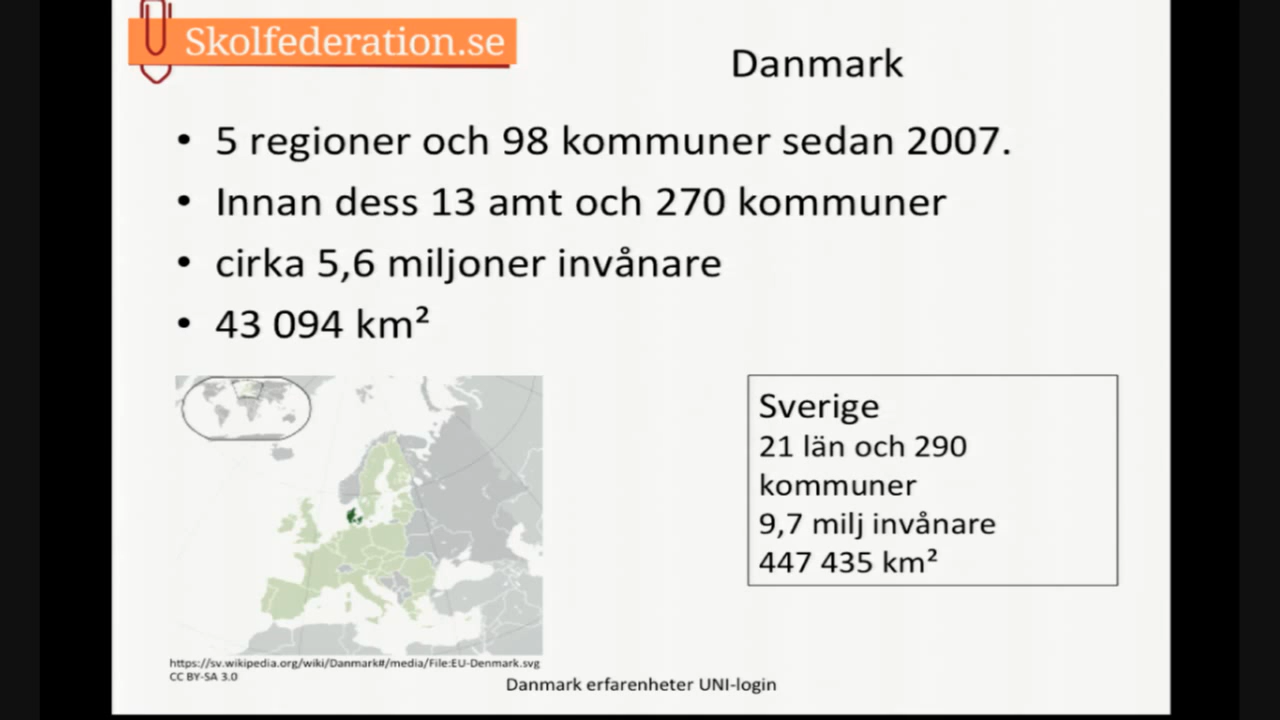 Skolfederation.se
Danmark
• 5 regioner och 98 kommuner sedan 2007.
• Innan dess 13 amt och 270 kommuner
• cirka 5,6 miljoner invånare
• 43 094 km²
Sverige
21 län och 290
kommuner
9,7 milj invånare
447 435 km²
https://sv.wikipedia.org/wiki/Danmark#/media/File:EU-Denmark.svg
CC BY-SA 3.0
Danmark erfarenheter UNI-login